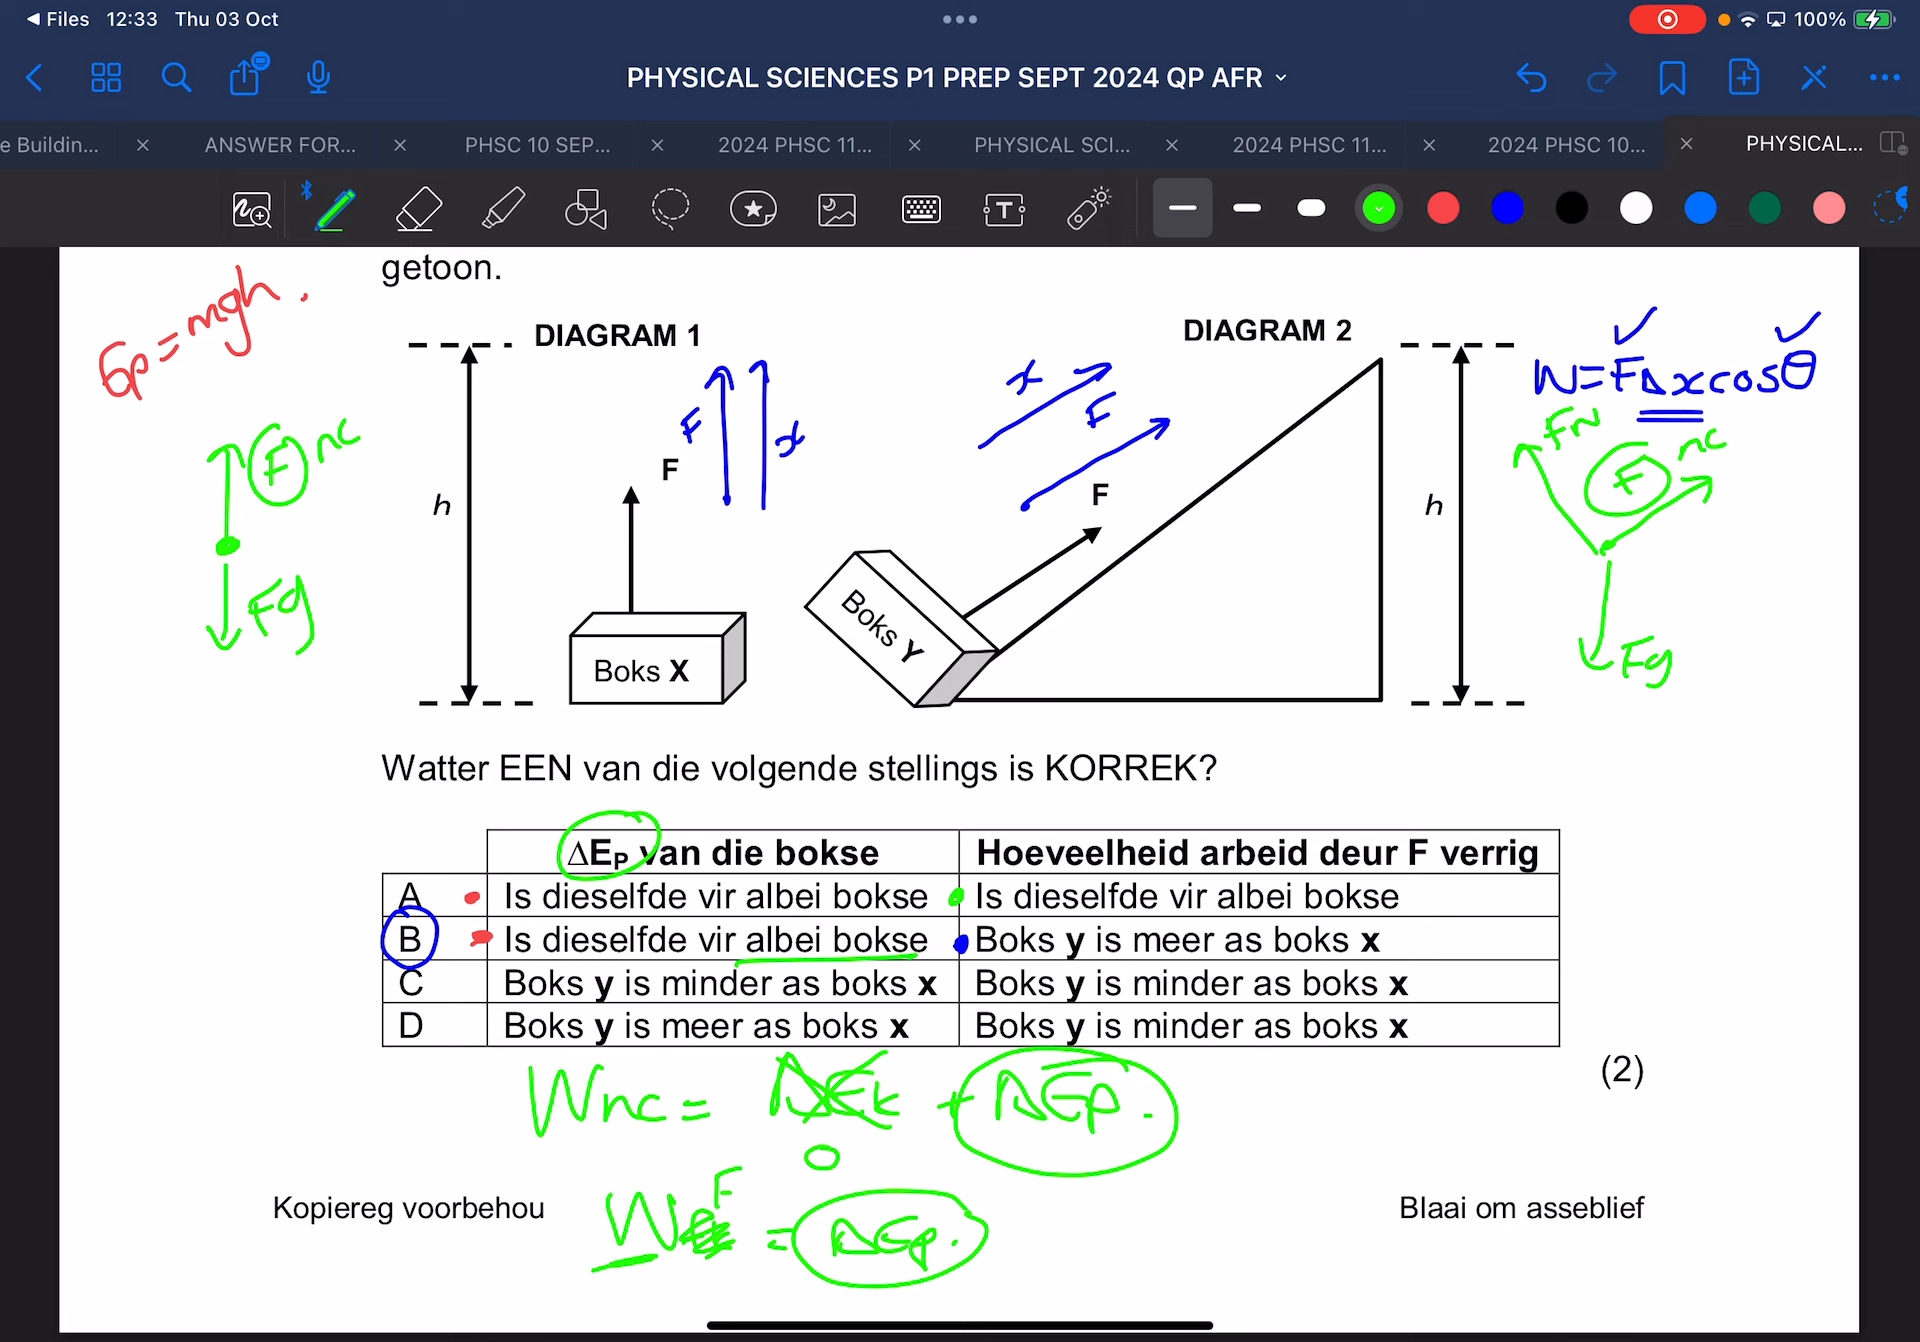 Files 12:33 Thu 03 Oct
100%
PHYSICAL SCIENCES P1 PREP SEPT 2024 QP AFR
e Buildin...
ANSWER FOR...
PHSC 10 SEP...
2024 PHSC 11...
PHYSICAL SCI...
2024 PHSC 11...
2024 PHSC 10...
PHYSICAL...
getoon.
Ep=mgh.
DIAGRAM 1
DIAGRAM 2
W=FΔxcosθ
F nc
Fg
h
F
F
x
Boks X
x
F
F
Boks Y
h
FN
F nc
Fg
Watter EEN van die volgende stellings is KORREK?
ΔEP van die bokse Hoeveelheid arbeid deur F verrig
A Is dieselfde vir albei bokse Is dieselfde vir albei bokse
B Is dieselfde vir albei bokse Boks y is meer as boks x
C Boks y is minder as boks x Boks y is minder as boks x
D Boks y is meer as boks x Boks y is minder as boks x
(2)
Wnc = ΔEk + ΔEp.
0
WF = ΔEp.
Kopiereg voorbehou
Blaai om asseblief